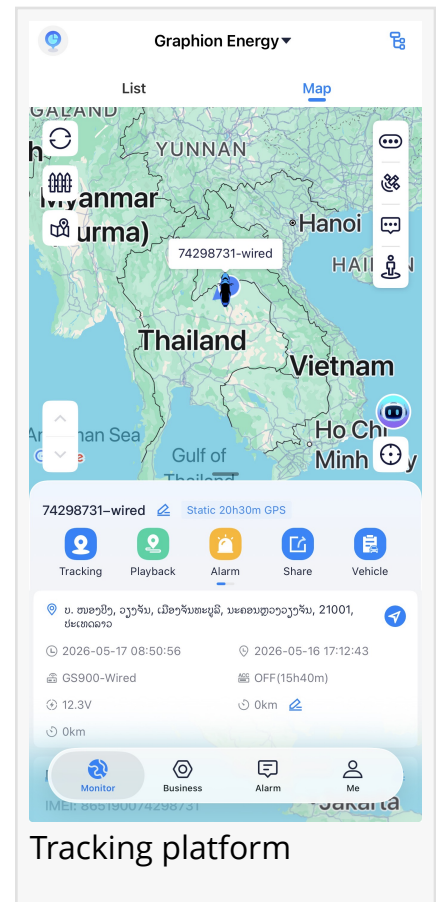 Graphion Energy
List
Map
YUNNAN
Hanoi
74298731-wired
Thailand
Vietnam
Gulf of
Thailand
Ho Chi
Minh
74298731-wired
Static 20h30m GPS
Tracking
Playback
Alarm
Share
Vehicle
ບ. ໜອງປິງ, ວຽງຈັນ, ເມືອງຈັນທະບູລີ, ນະຄອນຫຼວງວຽງຈັນ, 21001,
ປະເທດລາວ
2026-05-17 08:50:56
2026-05-16 17:12:43
GS900-Wired
OFF(15h40m)
12.3V
0km
0km
Monitor
Business
Alarm
Me
IMEI: 865190074298731
Jakarta
Tracking platform